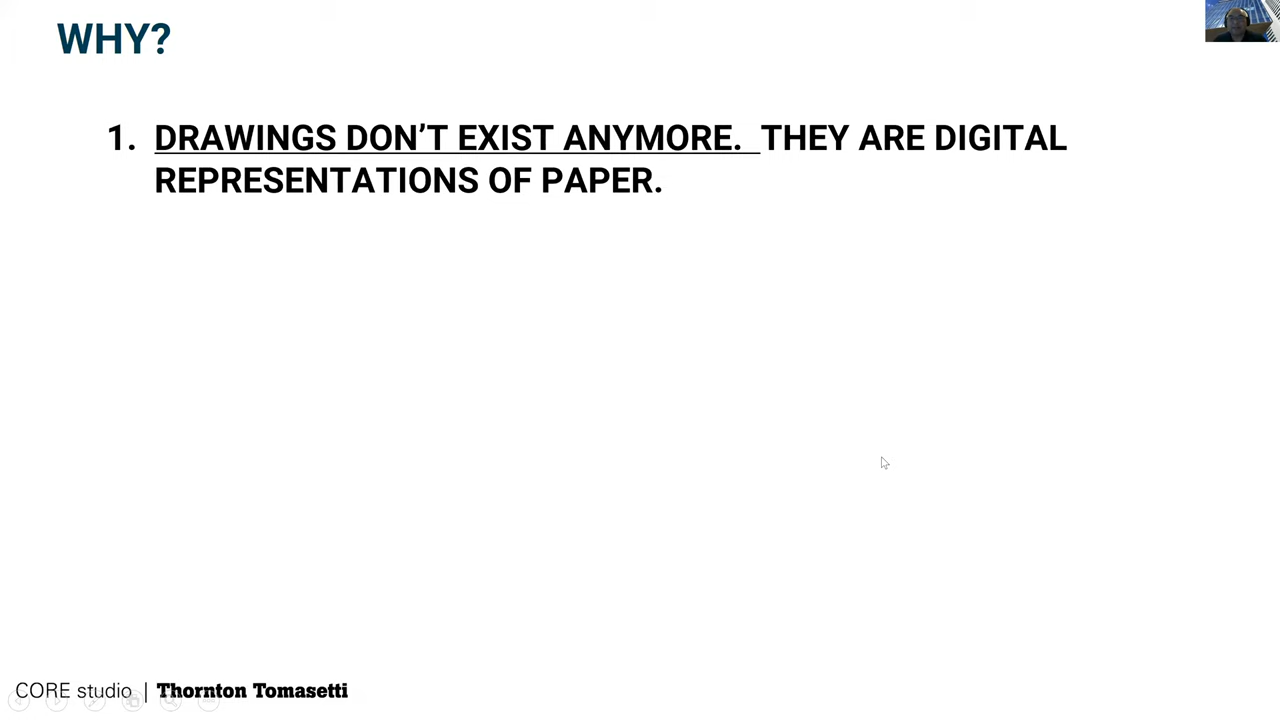 WHY?
1. DRAWINGS DON'T EXIST ANYMORE. THEY ARE DIGITAL
REPRESENTATIONS OF PAPER.
CORE studio | Thornton Tomasetti